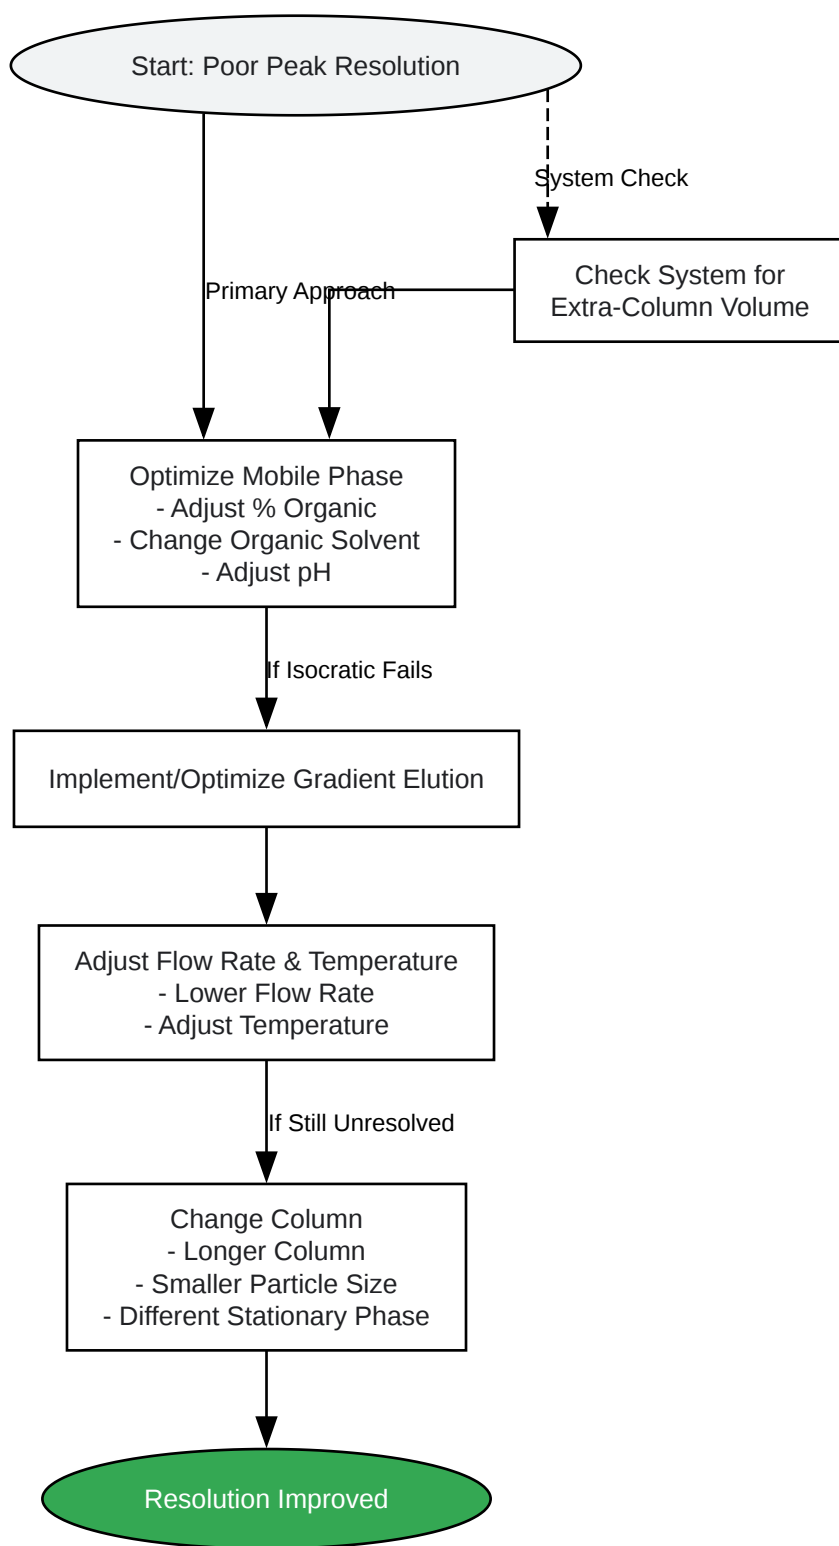 Start: Poor Peak Resolution
System Check
Check System for
Extra-Column Volume
Primary Approach
Optimize Mobile Phase
- Adjust % Organic
- Change Organic Solvent
- Adjust pH
If Isocratic Fails
Implement/Optimize Gradient Elution
Adjust Flow Rate & Temperature
- Lower Flow Rate
- Adjust Temperature
If Still Unresolved
Change Column
- Longer Column
- Smaller Particle Size
- Different Stationary Phase
Resolution Improved